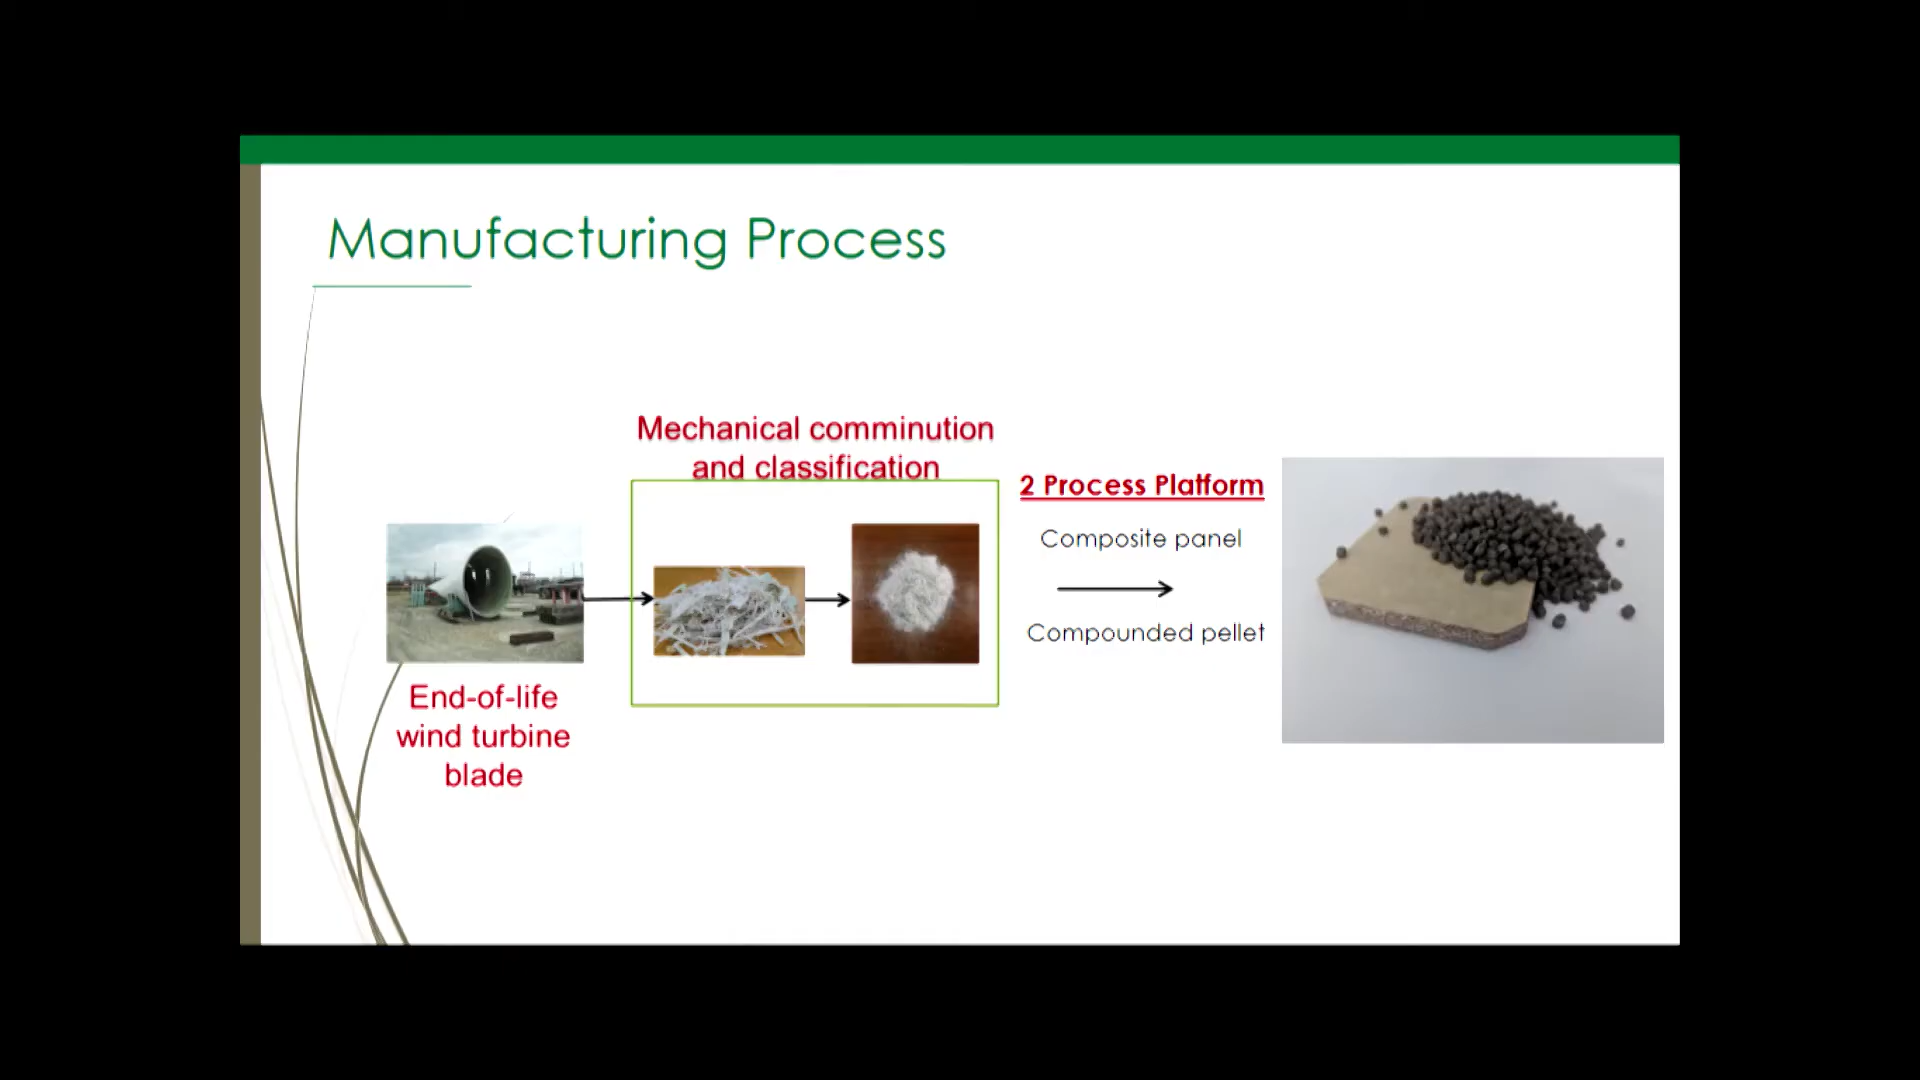 Manufacturing Process
Mechanical comminution
and classification
2 Process Platform
Composite panel
Compounded pellet
End-of-life
wind turbine
blade